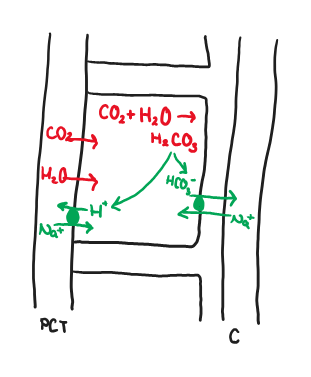 CO₂ + H₂O →
H₂CO₃
CO₂
H₂O
HCO₃⁻
H⁺
Na⁺
Na⁺
PCT
C